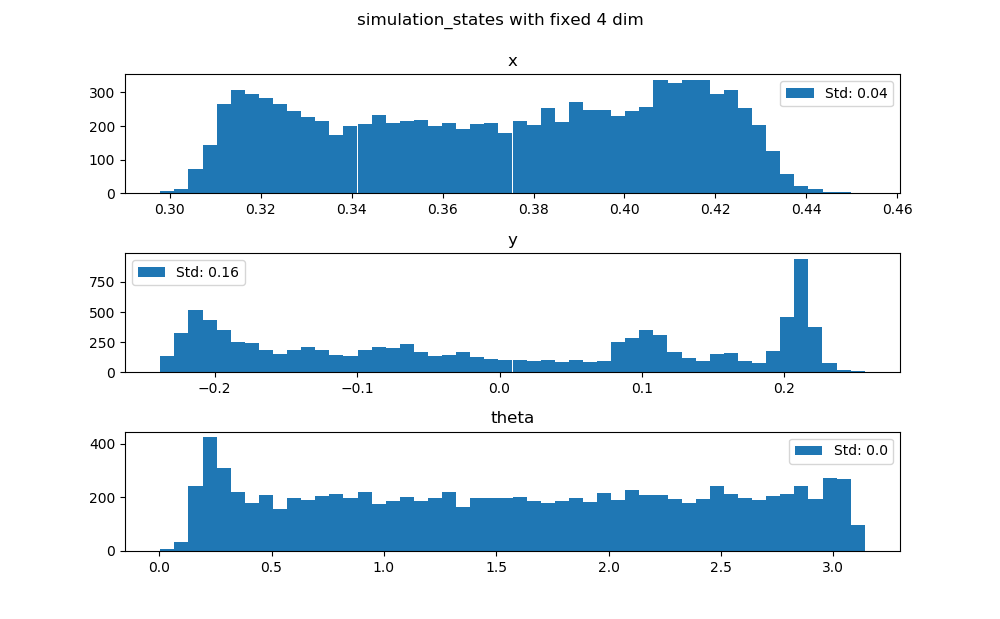 simulation_states with fixed 4 dim
x
300
200
100
0
Std: 0.04
0.30 0.32 0.34 0.36 0.38 0.40 0.42 0.44 0.46
y
750
500
250
0
Std: 0.16
−0.2 −0.1 0.0 0.1 0.2
theta
400
200
0
Std: 0.0
0.0 0.5 1.0 1.5 2.0 2.5 3.0